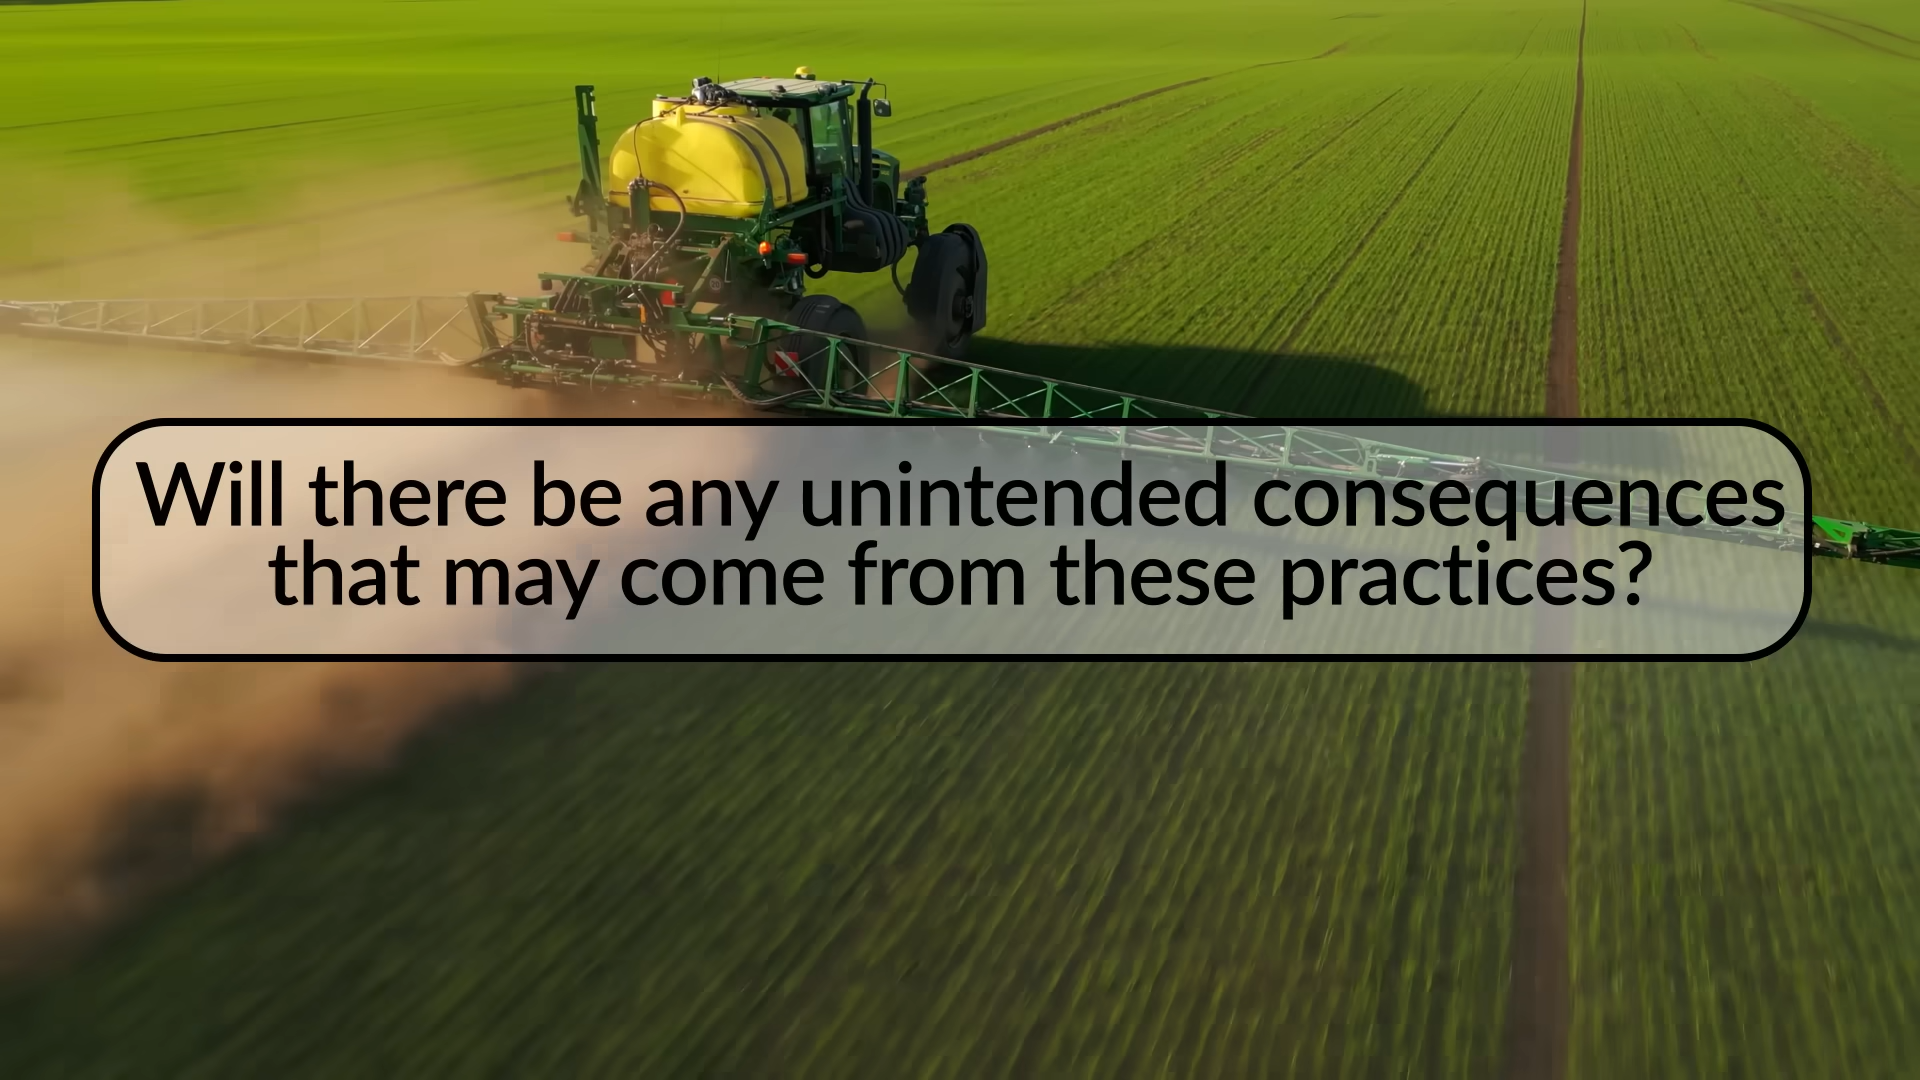 Will there be any unintended consequences
that may come from these practices?